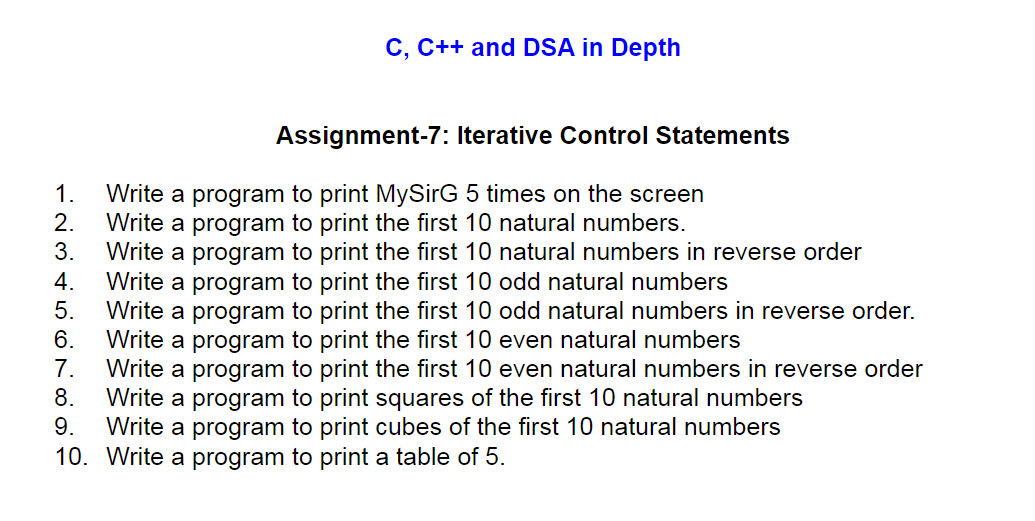 C, C++ and DSA in Depth
Assignment-7: Iterative Control Statements
1. Write a program to print MySirG 5 times on the screen
2. Write a program to print the first 10 natural numbers.
3. Write a program to print the first 10 natural numbers in reverse order
4. Write a program to print the first 10 odd natural numbers
5. Write a program to print the first 10 odd natural numbers in reverse order.
6. Write a program to print the first 10 even natural numbers
7. Write a program to print the first 10 even natural numbers in reverse order
8. Write a program to print squares of the first 10 natural numbers
9. Write a program to print cubes of the first 10 natural numbers
10. Write a program to print a table of 5.